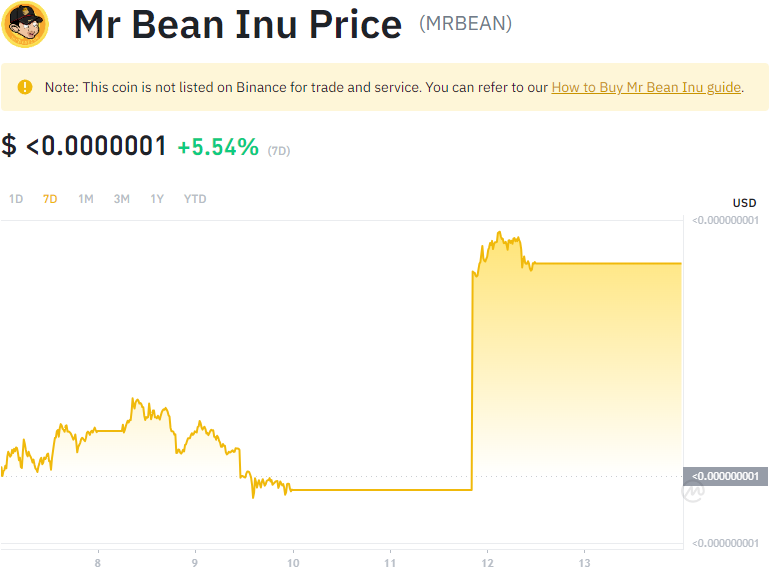 Mr Bean Inu Price (MRBEAN)
Note: This coin is not listed on Binance for trade and service. You can refer to our How to Buy Mr Bean Inu guide.
$ <0.0000001 +5.54% (7D)
1D 7D 1M 3M 1Y YTD
USD
<0.000000001
<0.000000001
<0.000000001
8 9 10 11 12 13